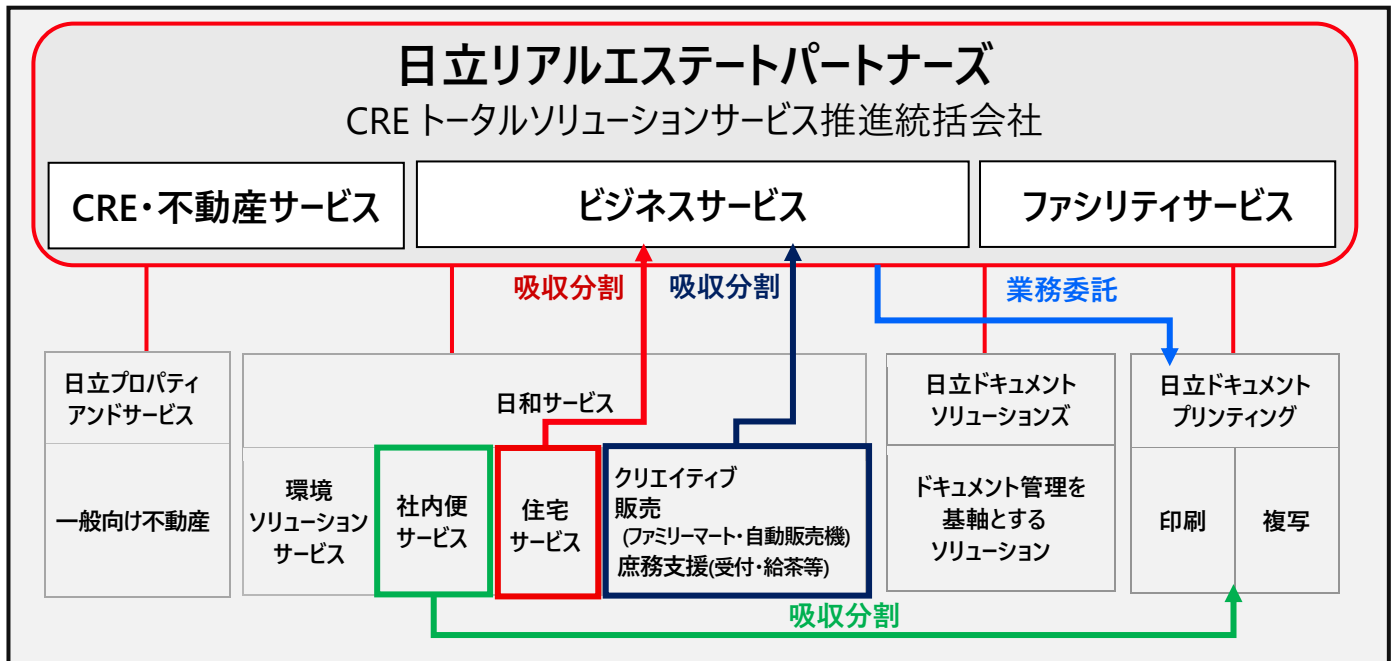 日立リアルエステートパートナーズ
CRE トータルソリューションサービス推進統括会社
CRE・不動産サービス
ビジネスサービス
ファシリティサービス
吸収分割
吸収分割
業務委託
日立プロパティ
アンドサービス
一般向け不動産
日和サービス
環境
ソリューション
サービス
社内便
サービス
住宅
サービス
クリエイティブ
販売
(ファミリーマート・自動販売機)
庶務支援(受付・給茶等)
日立ドキュメント
ソリューションズ
ドキュメント管理を
基軸とする
ソリューション
日立ドキュメント
プリンティング
印刷
複写
吸収分割